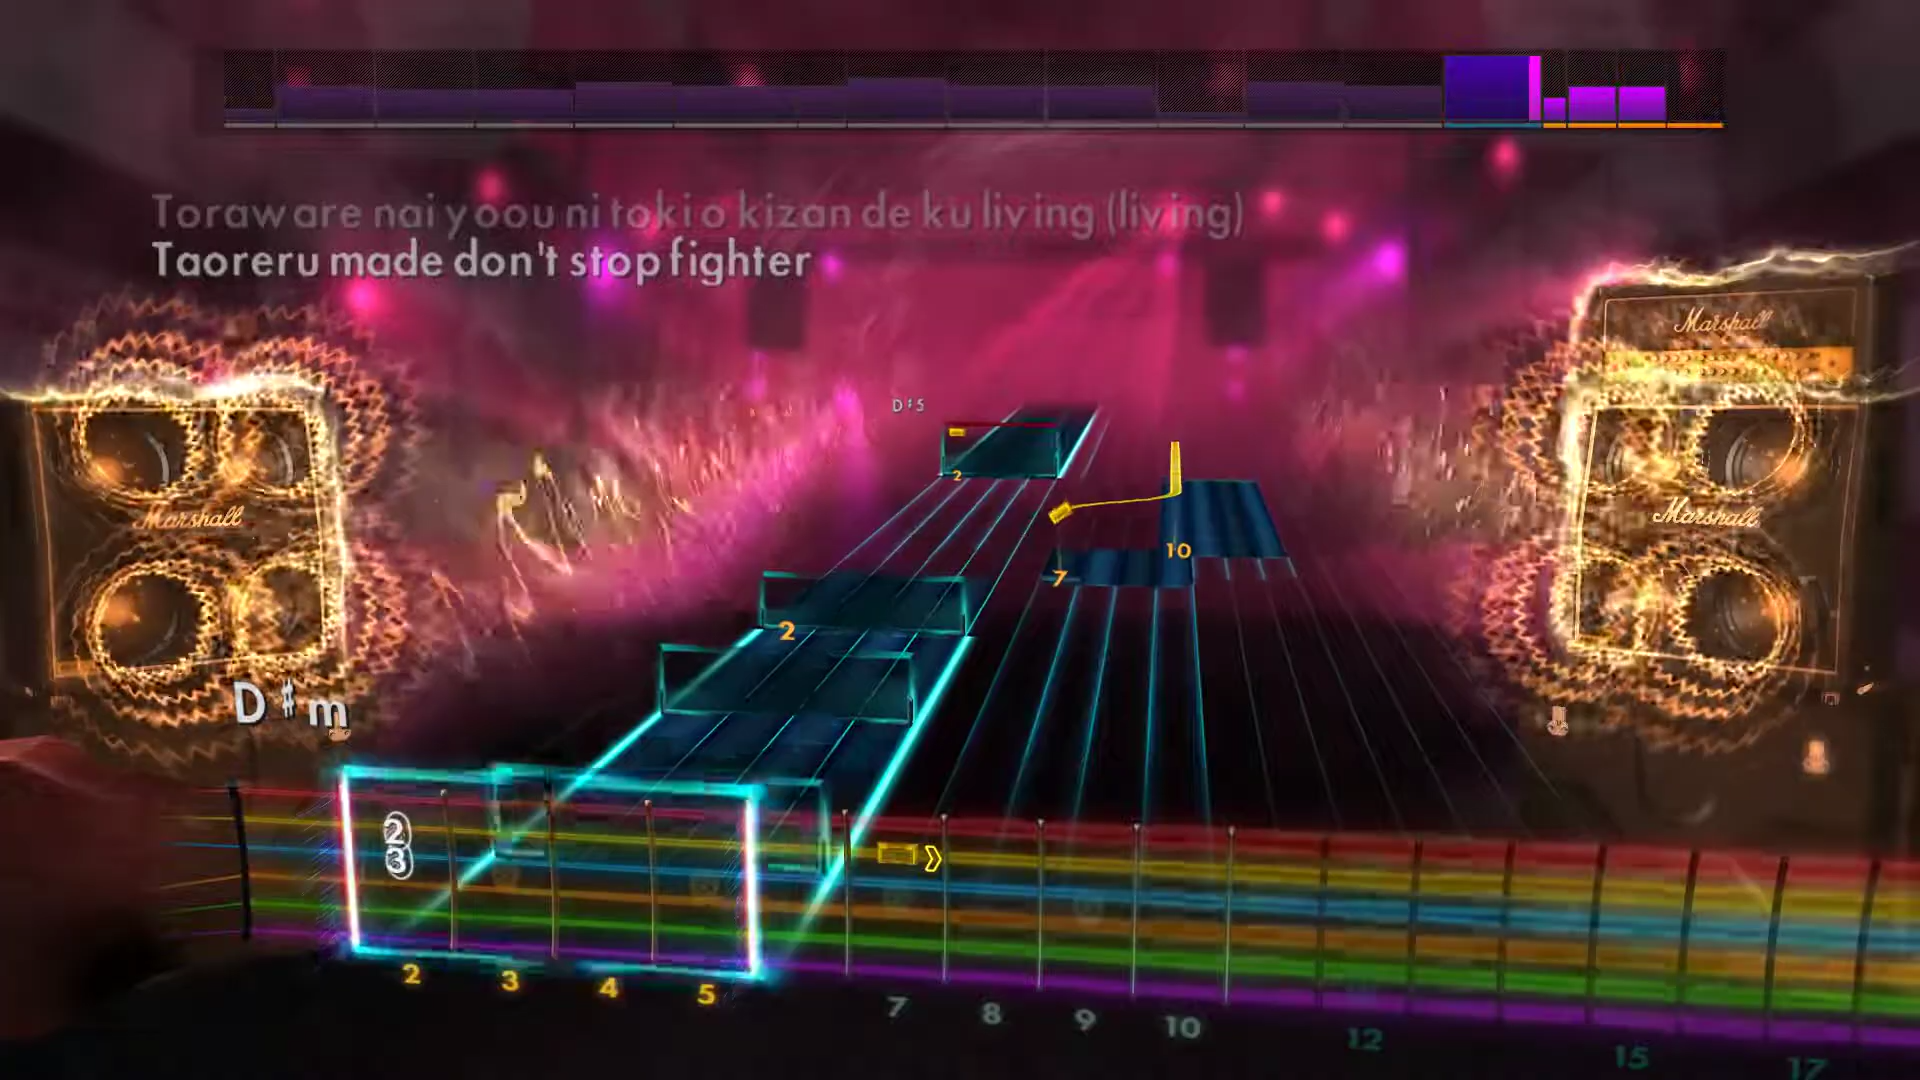 Toraware nai yoou ni toki o kizan de ku living (living)
Taoreru made don't stop fighter
Marshall
D#5
2
10
7
Marshall
Marshall
2
D#m
2
3
2 3 4 5 7 8 9 10 12 15 17